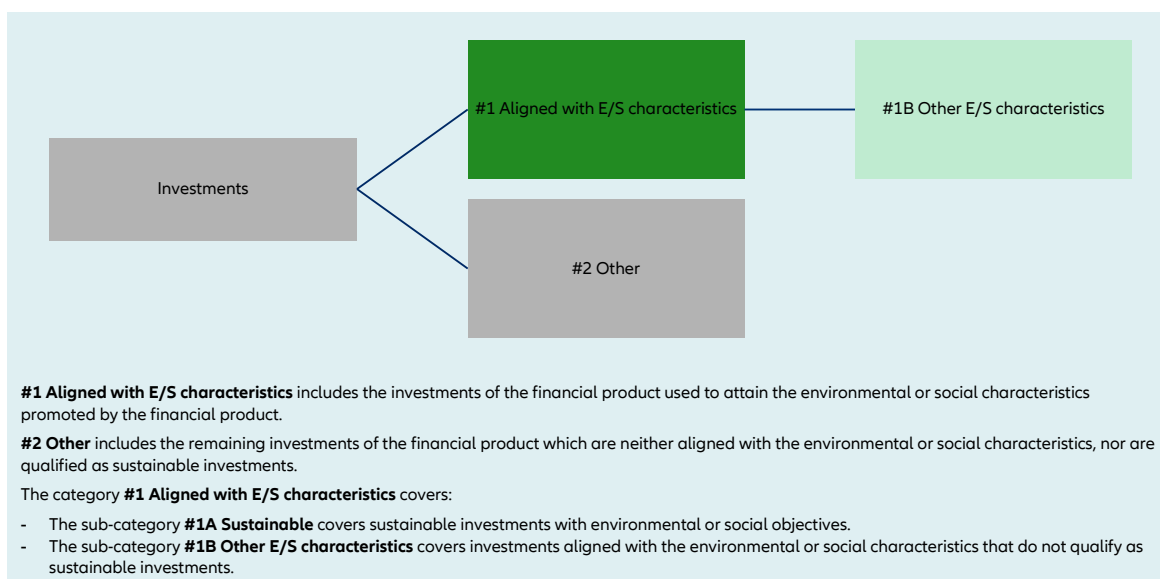 #1 Aligned with E/S characteristics
#1B Other E/S characteristics
Investments
#2 Other
#1 Aligned with E/S characteristics includes the investments of the financial product used to attain the environmental or social characteristics
promoted by the financial product.
#2 Other includes the remaining investments of the financial product which are neither aligned with the environmental or social characteristics, nor are
qualified as sustainable investments.
The category #1 Aligned with E/S characteristics covers:
- The sub-category #1A Sustainable covers sustainable investments with environmental or social objectives.
- The sub-category #1B Other E/S characteristics covers investments aligned with the environmental or social characteristics that do not qualify as
sustainable investments.